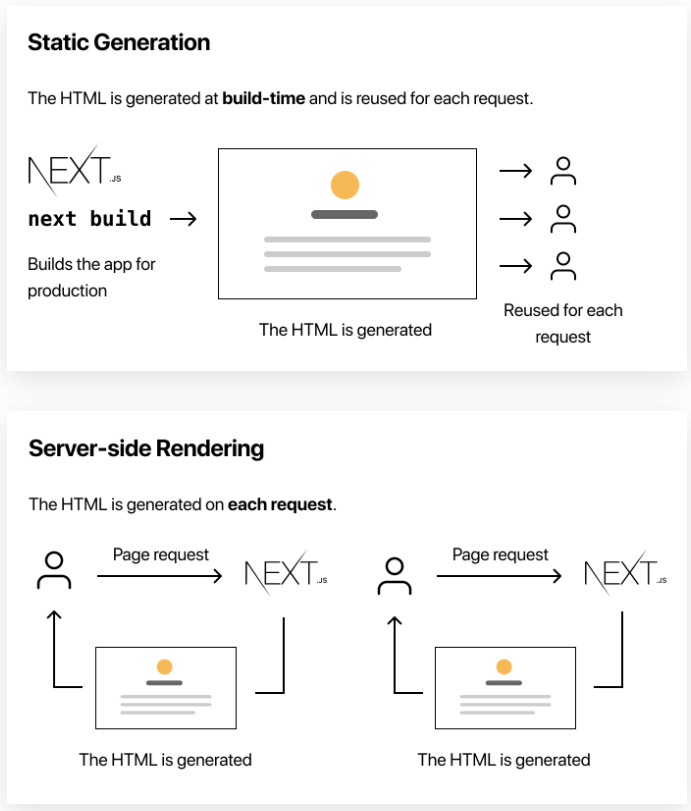 Static Generation
The HTML is generated at build-time and is reused for each request.
NEXT.JS
next build
Builds the app for
production
The HTML is generated
Reused for each
request
Server-side Rendering
The HTML is generated on each request.
Page request
NEXT.JS
The HTML is generated
Page request
NEXT.JS
The HTML is generated